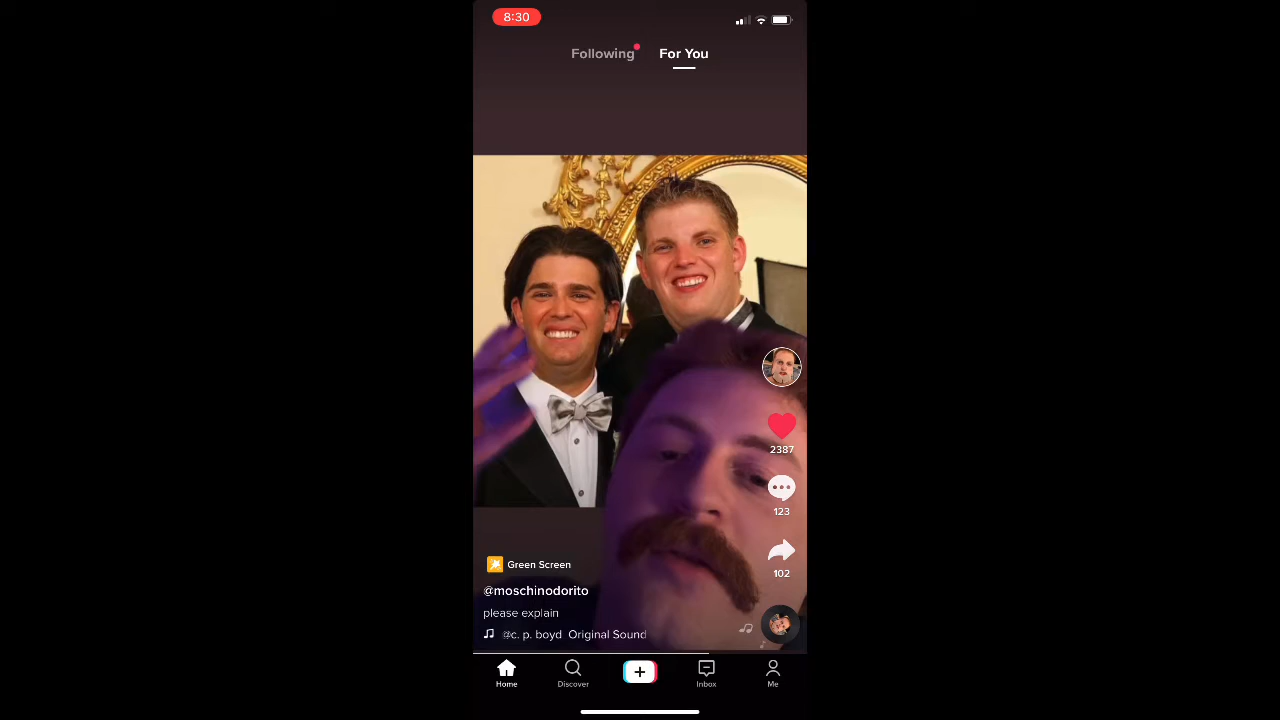 8:30
Following
For You
2387
123
102
Green Screen
@moschinodorito
please explain
@c. p. boyd Original Sound
Home
Discover
Inbox
Me